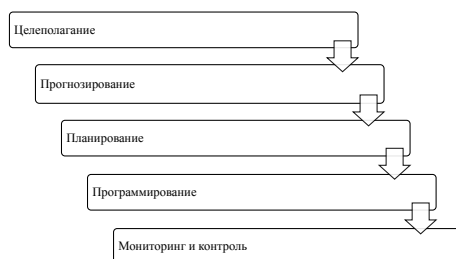 Целеполагание
Прогнозирование
Планирование
Программирование
Мониторинг и контроль